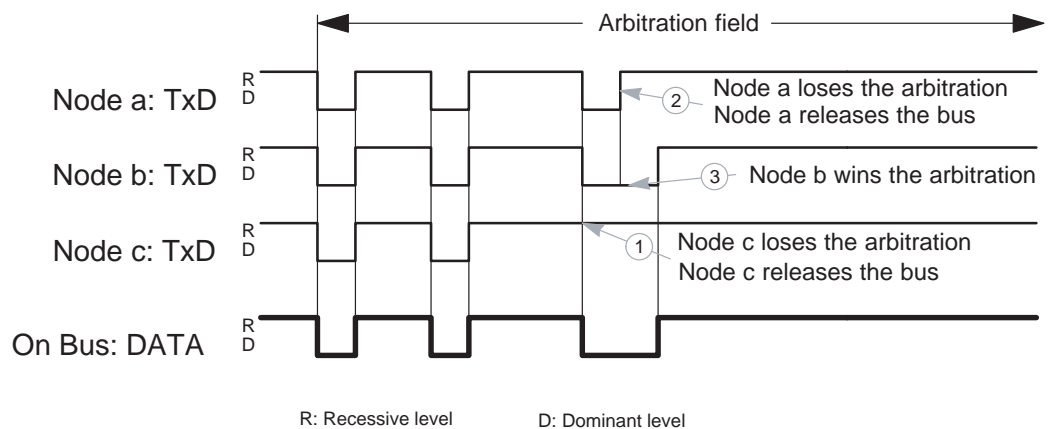 Arbitration field
R
D
Node a: TxD
2
Node a loses the arbitration
Node a releases the bus
R
D
Node b: TxD
3
Node b wins the arbitration
R
D
Node c: TxD
1
Node c loses the arbitration
Node c releases the bus
R
D
On Bus: DATA
R: Recessive level
D: Dominant level